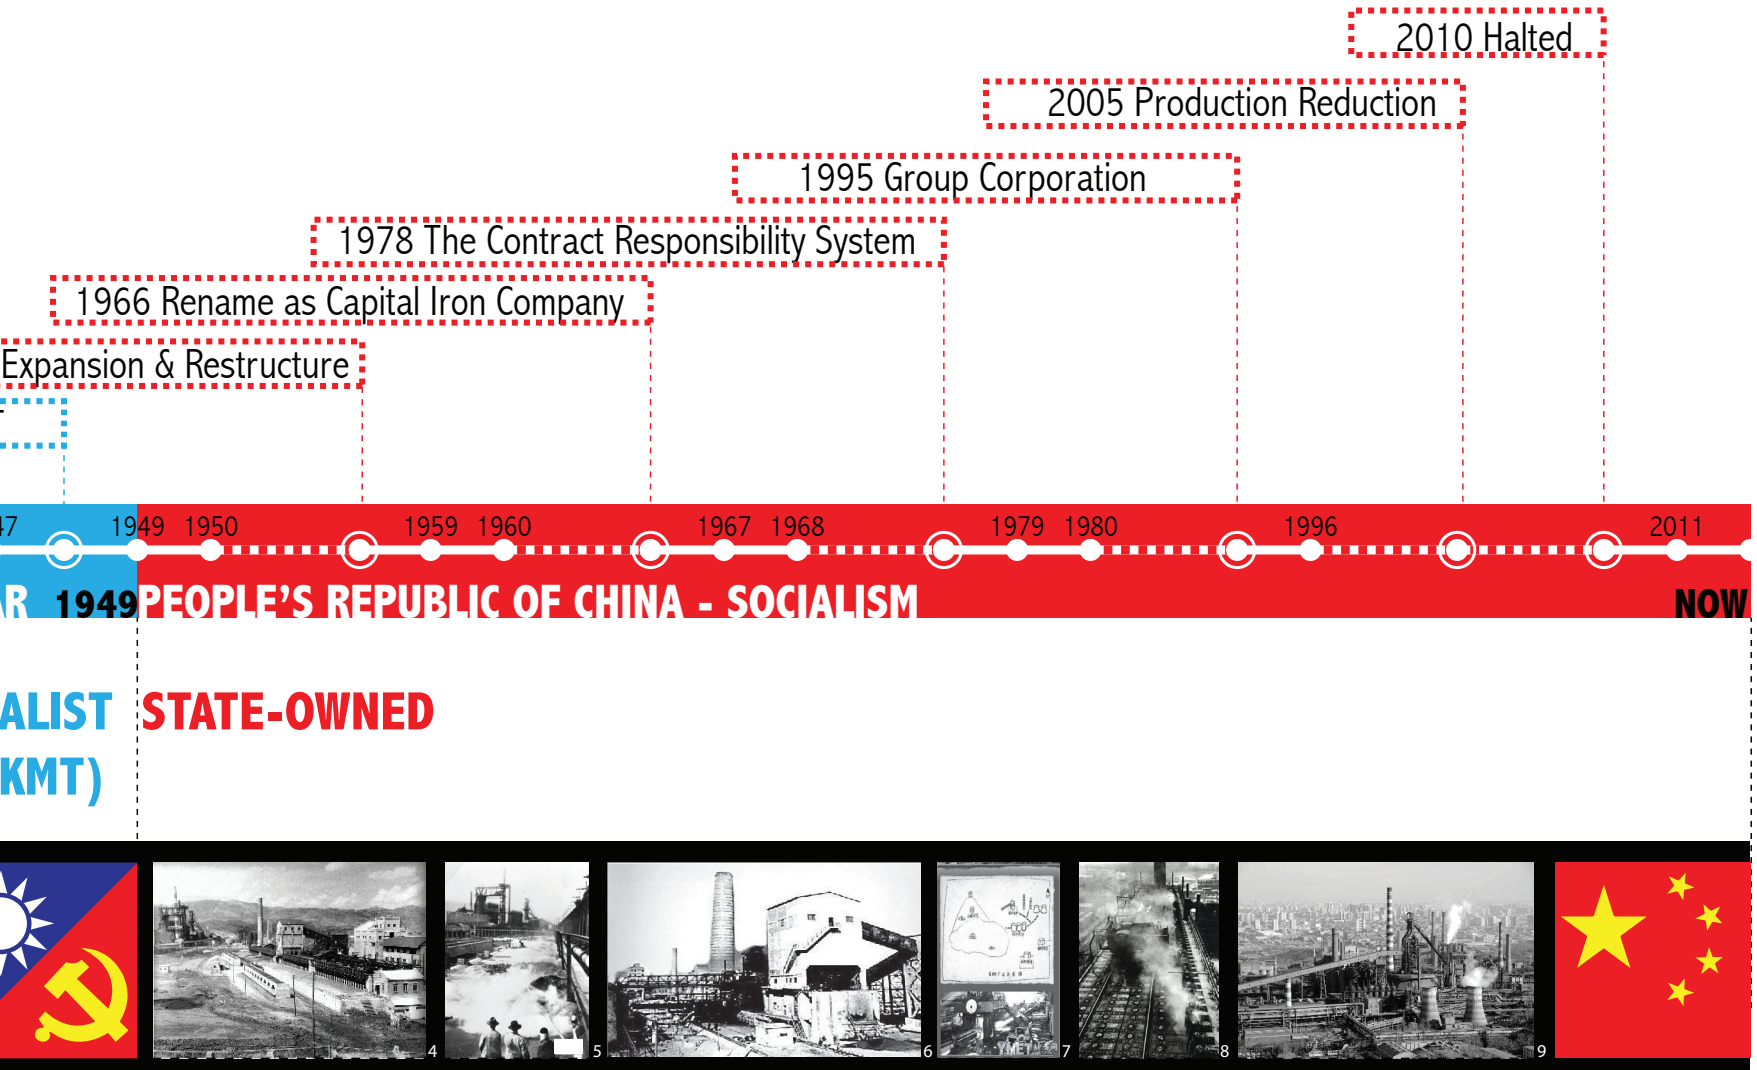 2010 Halted
2005 Production Reduction
1995 Group Corporation
1978 The Contract Responsibility System
1966 Rename as Capital Iron Company
Expansion & Restructure
47 1949 1950 1959 1960 1967 1968 1979 1980 1996 2011
AR 1949 PEOPLE'S REPUBLIC OF CHINA - SOCIALISM NOW
ALIST STATE-OWNED
KMT)
4 5 6 7 8 9